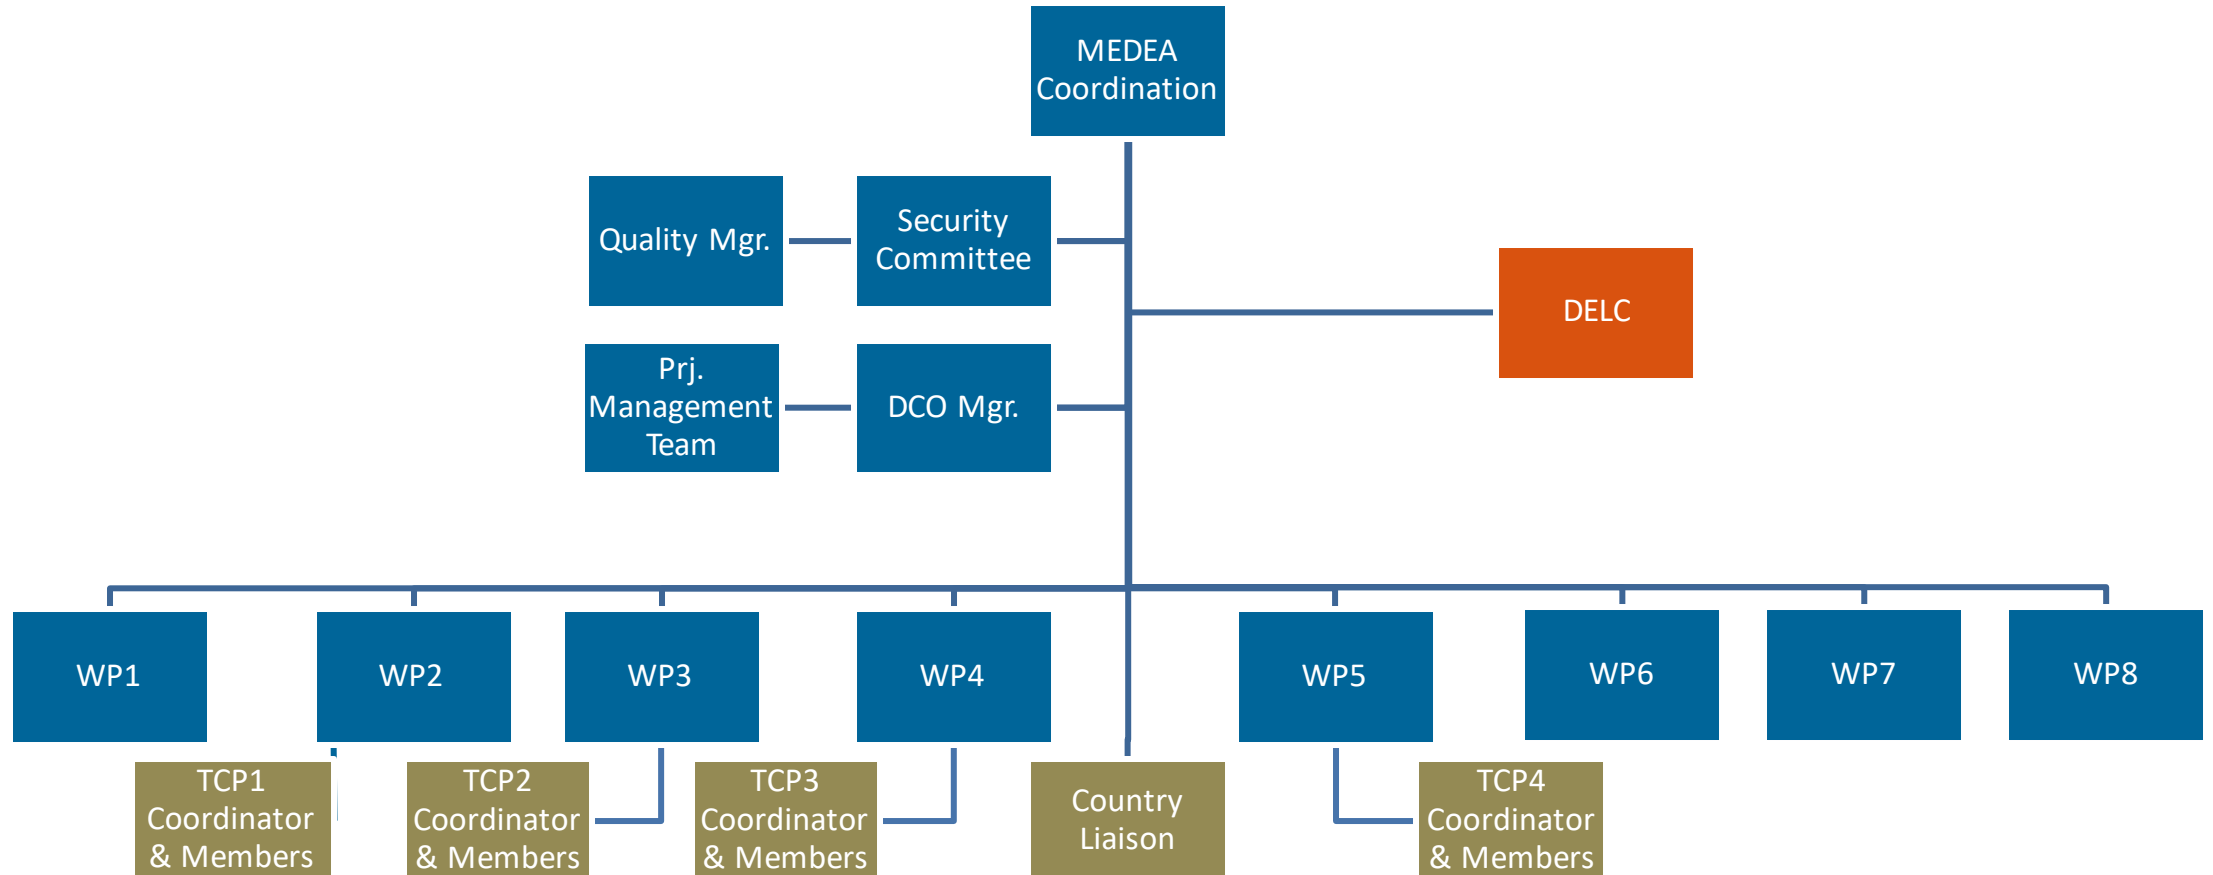 MEDEA
Coordination
Quality Mgr.
Security
Committee
DELC
Prj.
Management
Team
DCO Mgr.
WP1
WP2
WP3
WP4
WP5
WP6
WP7
WP8
TCP1
Coordinator
& Members
TCP2
Coordinator
& Members
TCP3
Coordinator
& Members
Country
Liaison
TCP4
Coordinator
& Members